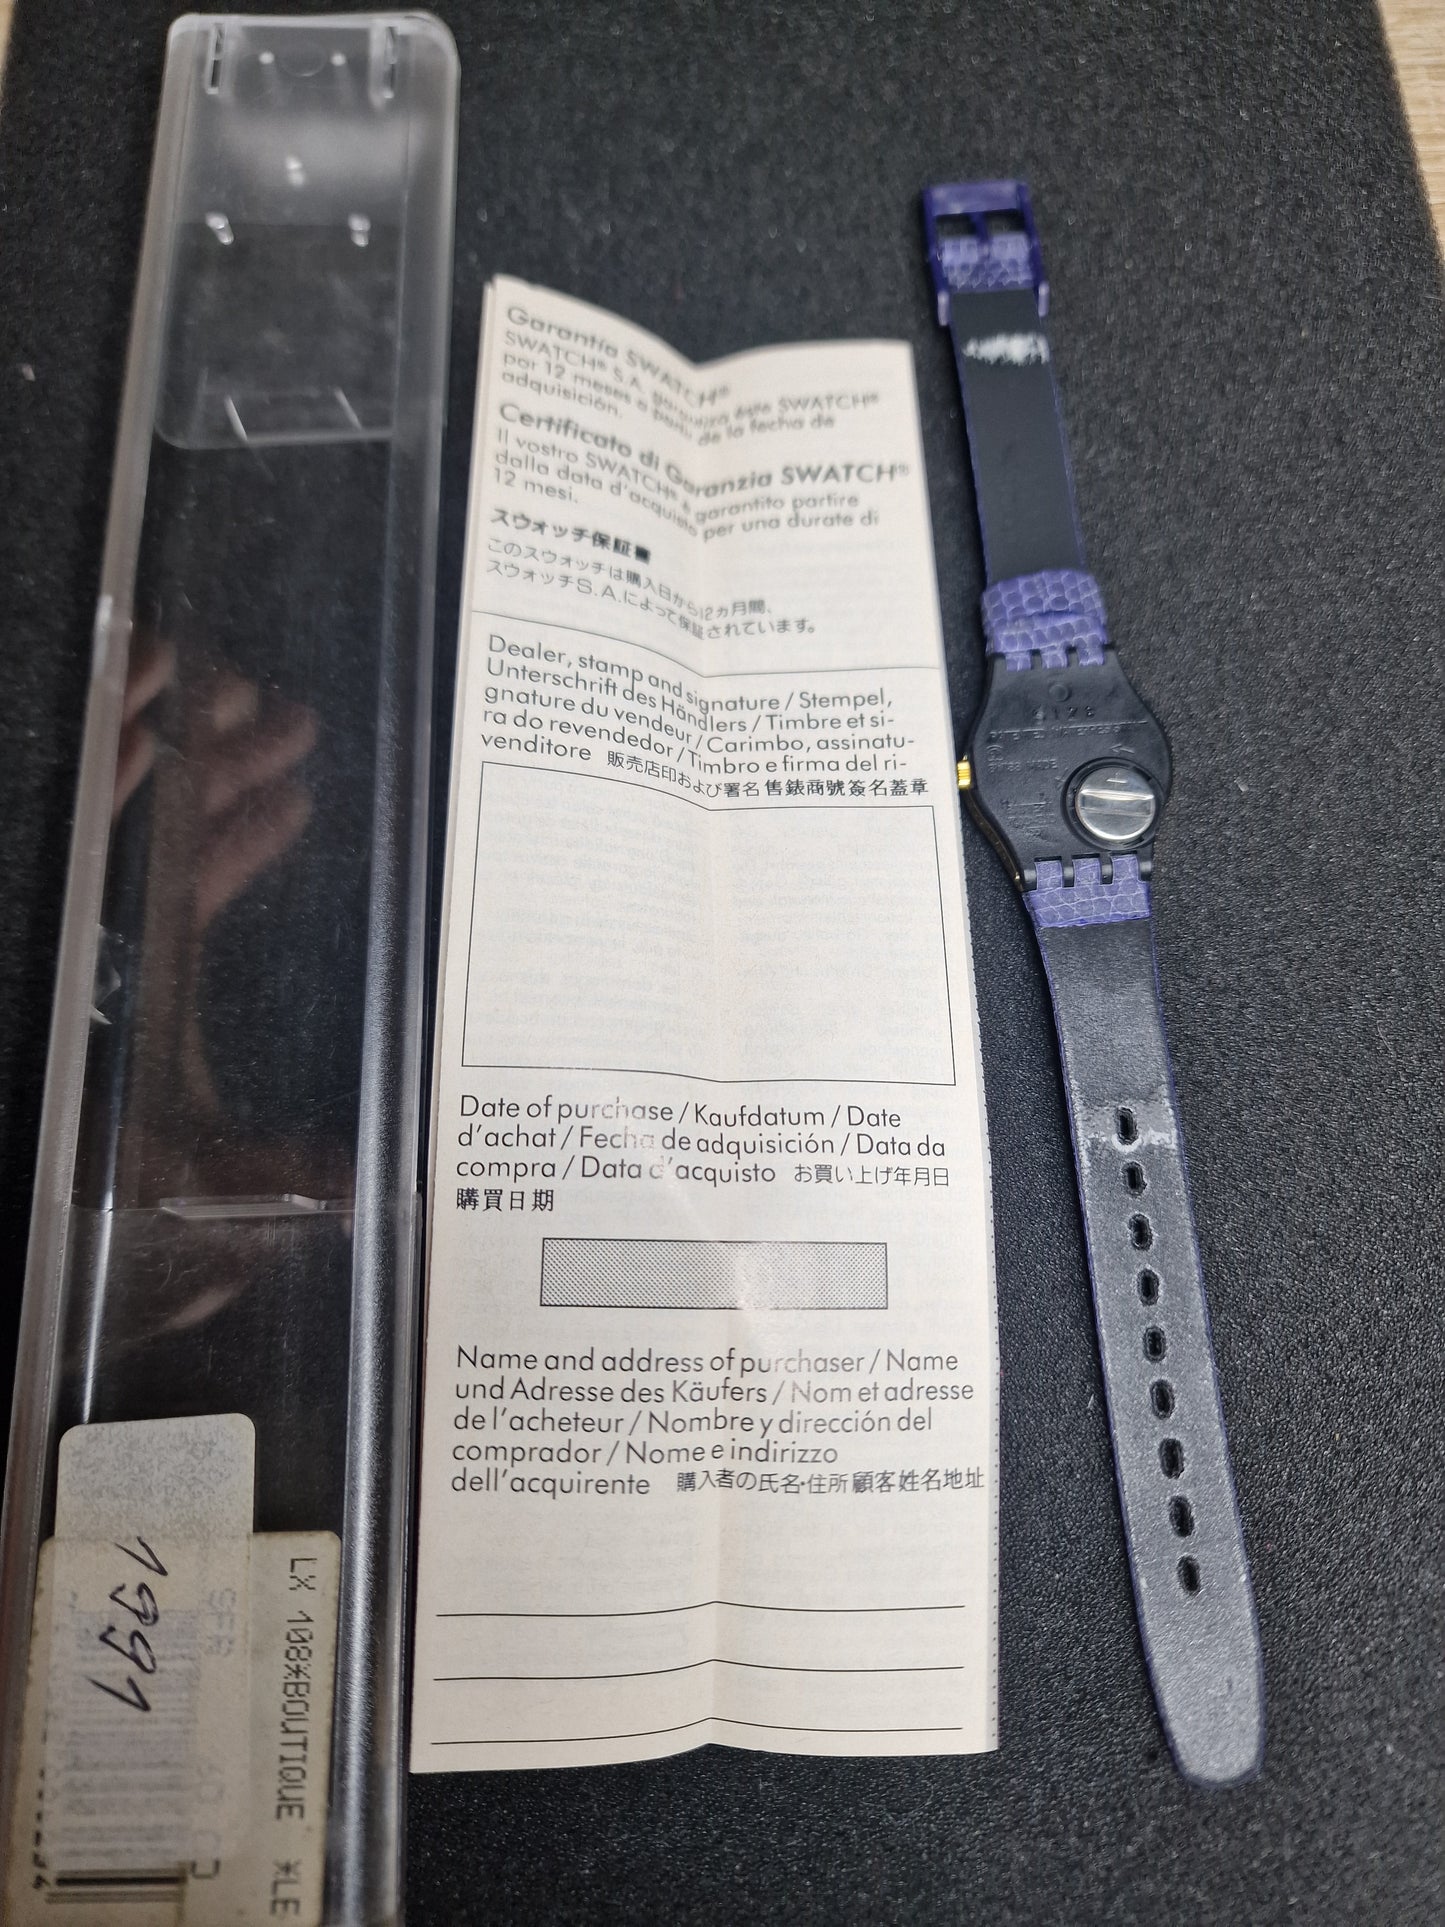 Garantía SWATCH®
SWATCH® S.A. garantiza éste SWATCH®
por 12 meses a partir de la fecha de
adquisición.
Certificato di Garanzia SWATCH®
Il vostro SWATCH® è garantito partire
dalla data d'acquisto per una durate di
12 mesi.
スウォッチ保証書
このスウォッチは購入日から12カ月間、
スウォッチS.A.によって保証されています。
Dealer, stamp and signature / Stempel,
Unterschrift des Händlers / Timbre et si-
gnature du vendeur / Carimbo, assinatu-
ra do revendedor / Timbro e firma del ri-
venditore 販売店印および署名 售錶商號簽名蓋章
Date of purchase / Kaufdatum / Date
d'achat / Fecha de adquisición / Data da
compra / Data d'acquisto お買い上げ年月日
購買日期
Name and address of purchaser / Name
und Adresse des Käufers / Nom et adresse
de l'acheteur / Nombre y dirección del
comprador / Nome e indirizzo
dell'acquirente 購入者の氏名・住所 顧客姓名地址
LX 108*BOUTIQUE *LE
SFR
1991